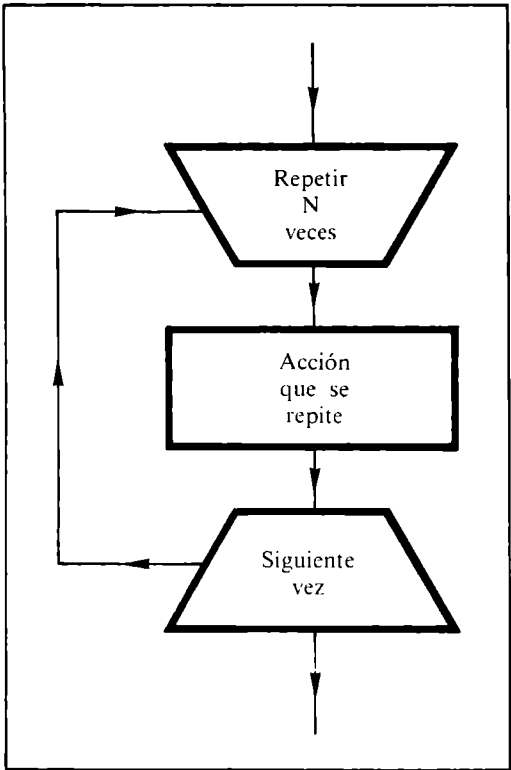 Repetir
N
veces
Acción
que se
repite
Siguiente
vez